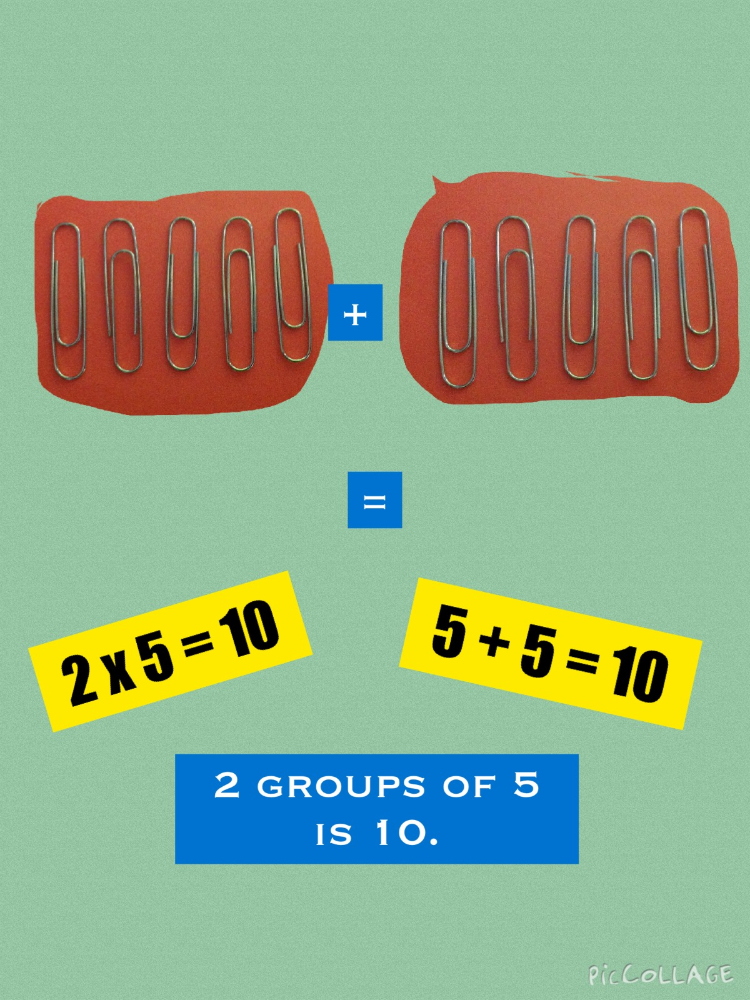 +
=
2 x 5 = 10
5 + 5 = 10
2 GROUPS OF 5
IS 10.
PicCOLLAGE